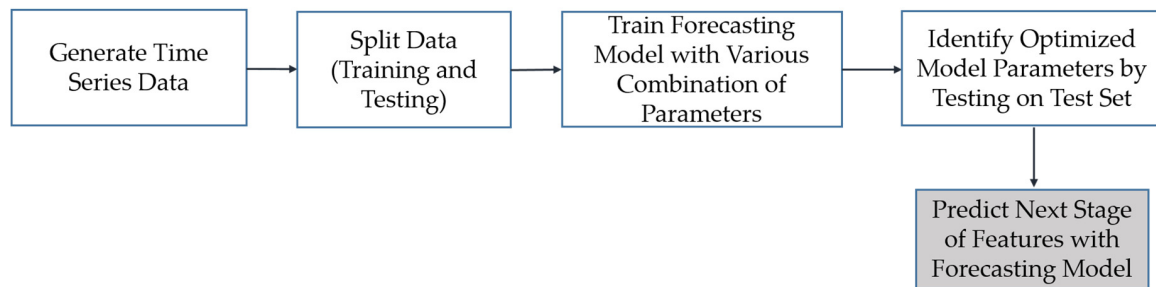 Generate Time
Series Data
Split Data
(Training and
Testing)
Train Forecasting
Model with Various
Combination of
Parameters
Identify Optimized
Model Parameters by
Testing on Test Set
Predict Next Stage
of Features with
Forecasting Model